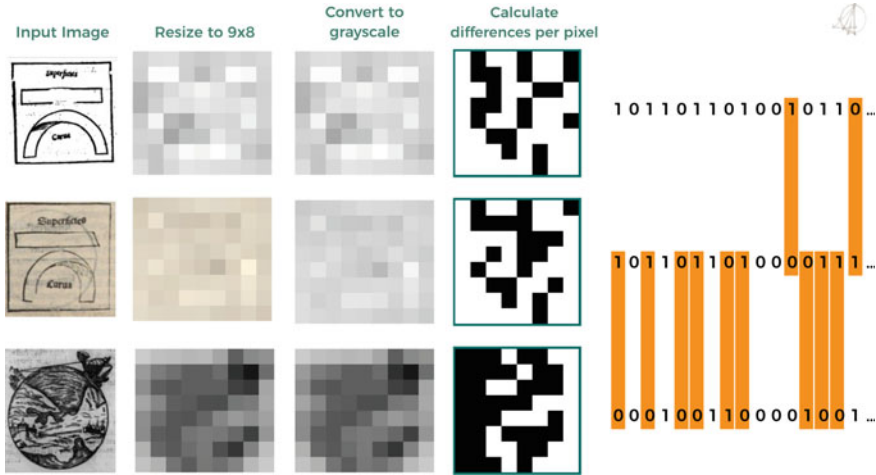 Input Image
Resize to 9x8
Convert to
grayscale
Calculate
differences per pixel
Curus
1 0 1 1 0 1 1 0 1 0 0 1 0 1 1 0 ...
Superficies
Curus
1 0 1 1 0 1 1 0 1 0 0 0 0 1 1 1 ...
0 0 0 1 0 0 1 1 0 0 0 0 1 0 0 1 ...